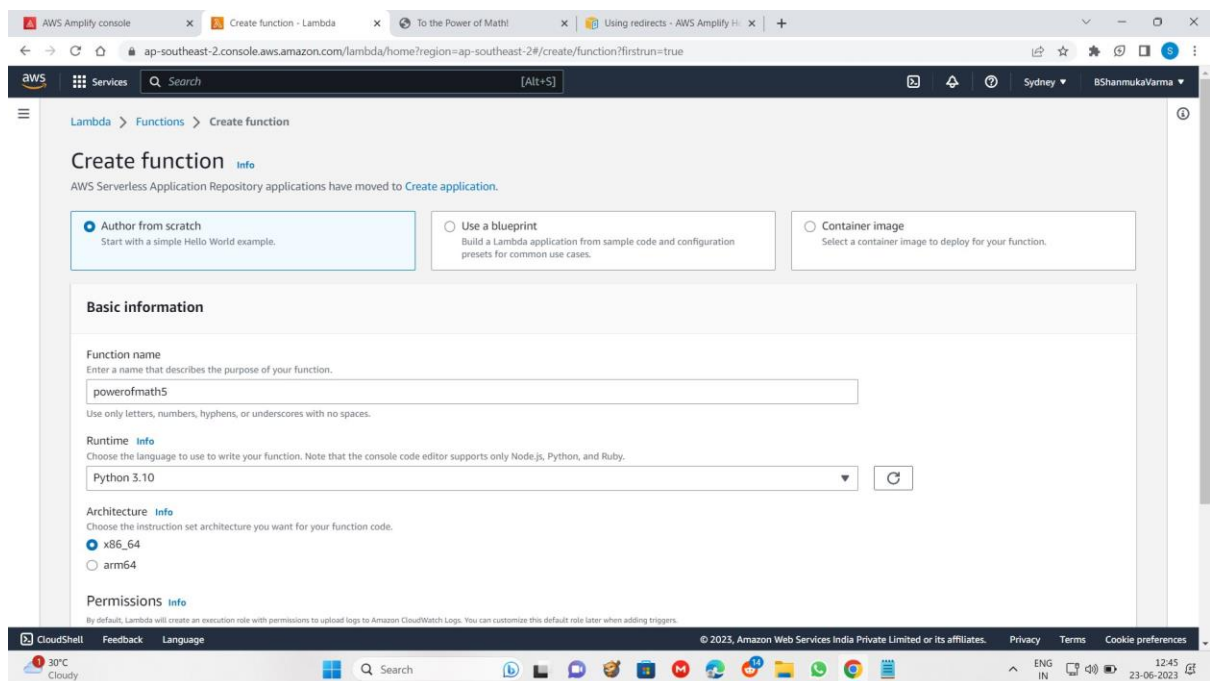 AWS Amplify console
Create function - Lambda
To the Power of Math!
Using redirects - AWS Amplify Ho
ap-southeast-2.console.aws.amazon.com/lambda/home?region=ap-southeast-2#/create/function?firstrun=true
S
aws
Services
Search
[Alt+S]
Sydney
BShanmukaVarma
Lambda > Functions > Create function
Create function Info
AWS Serverless Application Repository applications have moved to Create application.
Author from scratch
Start with a simple Hello World example.
Use a blueprint
Build a Lambda application from sample code and configuration
presets for common use cases.
Container image
Select a container image to deploy for your function.
Basic information
Function name
Enter a name that describes the purpose of your function.
powerofmath5
Use only letters, numbers, hyphens, or underscores with no spaces.
Runtime Info
Choose the language to use to write your function. Note that the console code editor supports only Node.js, Python, and Ruby.
Python 3.10
Architecture Info
Choose the instruction set architecture you want for your function code.
x86_64
arm64
Permissions Info
By default, Lambda will create an execution role with permissions to upload logs to Amazon CloudWatch Logs. You can customize this default role later when adding triggers.
CloudShell Feedback Language
© 2023, Amazon Web Services India Private Limited or its affiliates. Privacy Terms Cookie preferences
1
30°C
Cloudy
Search
14
ENG
IN
12:45
23-06-2023